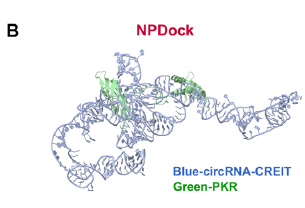 B
NPDock
Blue-circRNA-CREIT
Green-PKR